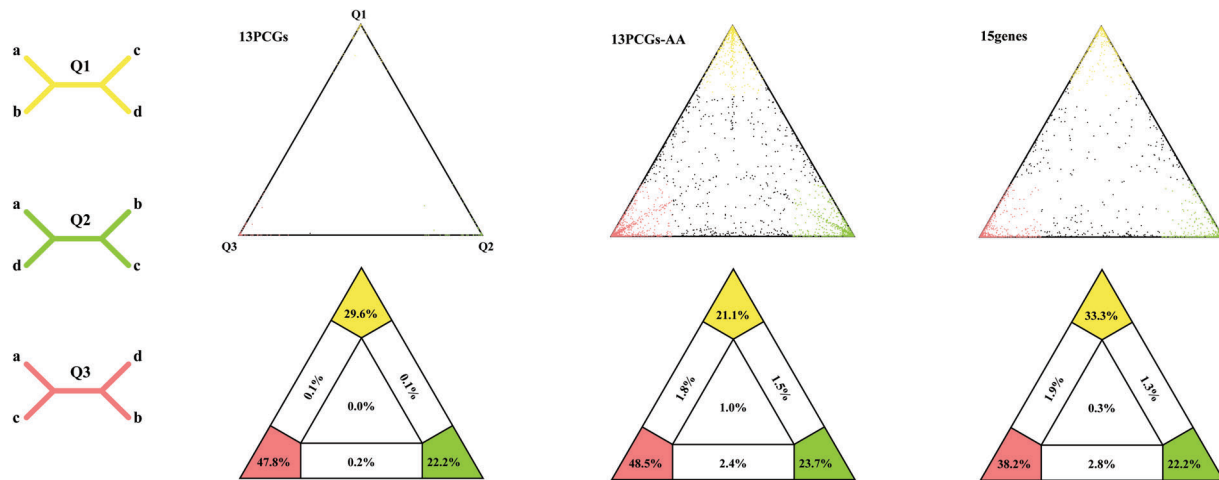 a
c
Q1
b
d
a
b
Q2
d
c
a
d
Q3
c
b
13PCGs
Q1
Q3
Q2
29.6%
0.1%
0.1%
0.0%
47.8%
0.2%
22.2%
13PCGs-AA
21.1%
1.8%
1.5%
1.0%
48.5%
2.4%
23.7%
15genes
33.3%
1.9%
1.3%
0.3%
38.2%
2.8%
22.2%